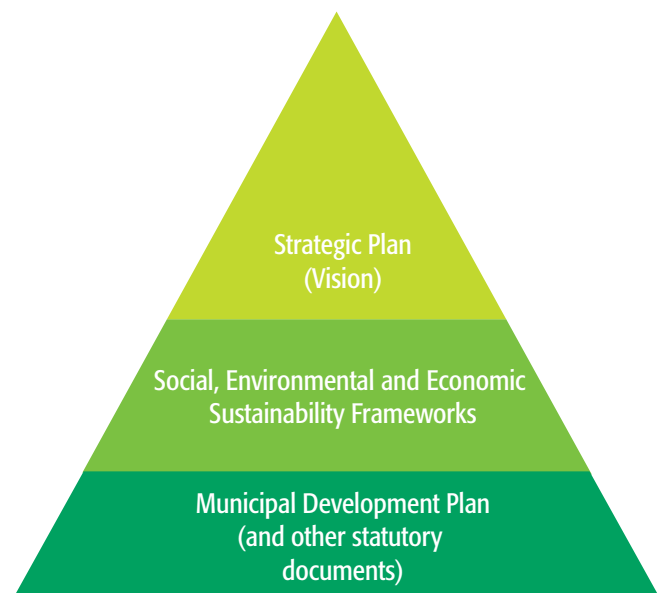 Strategic Plan
(Vision)
Social, Environmental and Economic
Sustainability Frameworks
Municipal Development Plan
(and other statutory
documents)